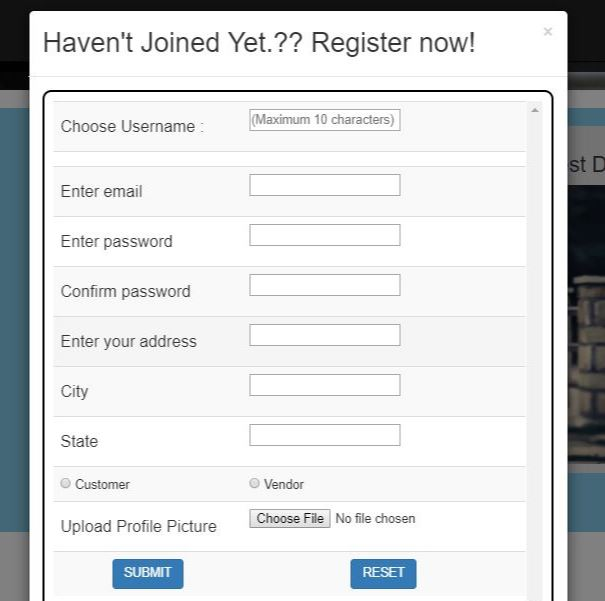 Haven't Joined Yet.?? Register now!
×
Choose Username :
(Maximum 10 characters)
Enter email
Enter password
Confirm password
Enter your address
City
State
Customer
Vendor
Upload Profile Picture
Choose File No file chosen
SUBMIT
RESET
st D